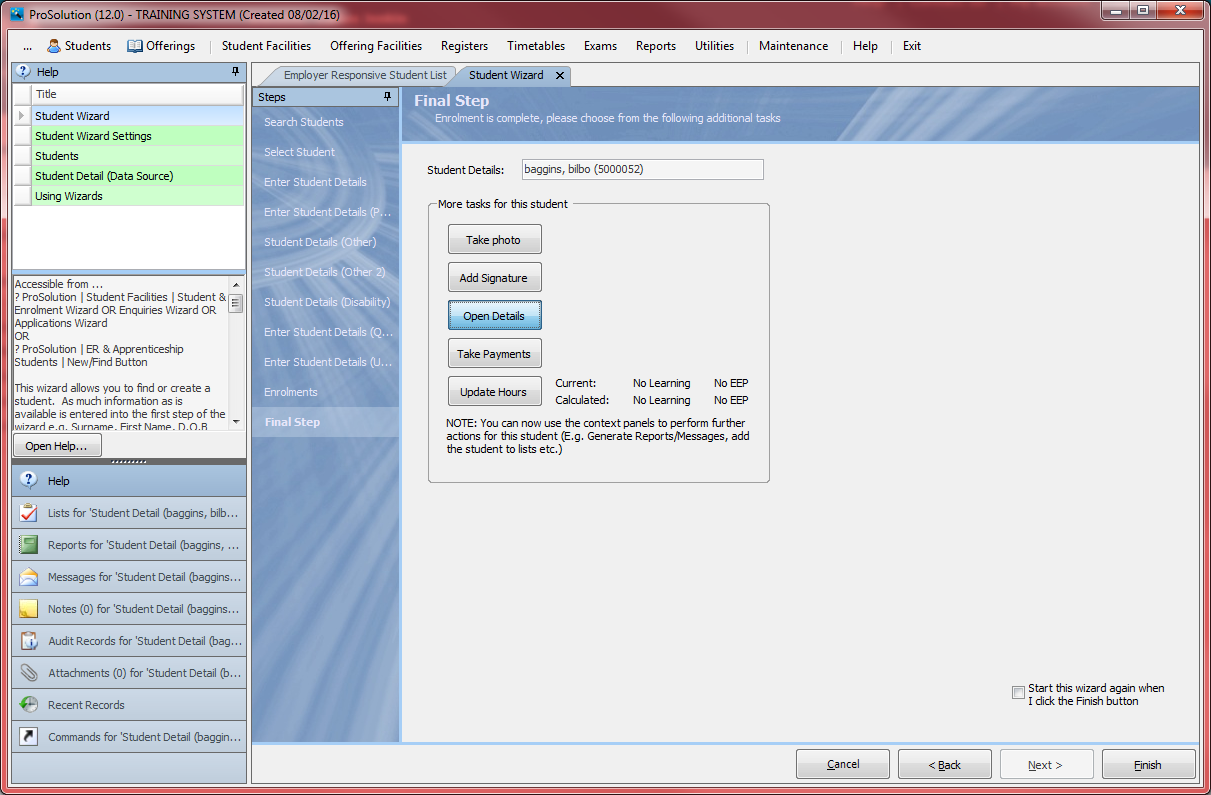 ProSolution (12.0) - TRAINING SYSTEM (Created 08/02/16)
... Students Offerings Student Facilities Offering Facilities Registers Timetables Exams Reports Utilities Maintenance Help Exit
Help
Title
Student Wizard
Student Wizard Settings
Students
Student Detail (Data Source)
Using Wizards
Accessible from ...
? ProSolution | Student Facilities | Student &
Enrolment Wizard OR Enquiries Wizard OR
Applications Wizard
OR
? ProSolution | ER & Apprenticeship
Students | New/Find Button
This wizard allows you to find or create a
student. As much information as is
available is entered into the first step of the
wizard e.g. Surname, First Name, D.O.B
Open Help...
Help
Lists for 'Student Detail (baggins, bilb...
Reports for 'Student Detail (baggins, ...
Messages for 'Student Detail (baggins...
Notes (0) for 'Student Detail (baggins...
Audit Records for 'Student Detail (bag...
Attachments (0) for 'Student Detail (b...
Recent Records
Commands for 'Student Detail (baggin...
Employer Responsive Student List
Student Wizard
Steps
Search Students
Select Student
Enter Student Details
Enter Student Details (P...
Student Details (Other)
Student Details (Other 2)
Student Details (Disability)
Enter Student Details (Q...
Enter Student Details (U...
Enrolments
Final Step
Final Step
Enrolment is complete, please choose from the following additional tasks
Student Details: baggins, bilbo (5000052)
More tasks for this student
Take photo
Add Signature
Open Details
Take Payments
Update Hours
Current: No Learning No EEP
Calculated: No Learning No EEP
NOTE: You can now use the context panels to perform further
actions for this student (E.g. Generate Reports/Messages, add
the student to lists etc.)
Start this wizard again when
I click the Finish button
Cancel
< Back
Next >
Finish